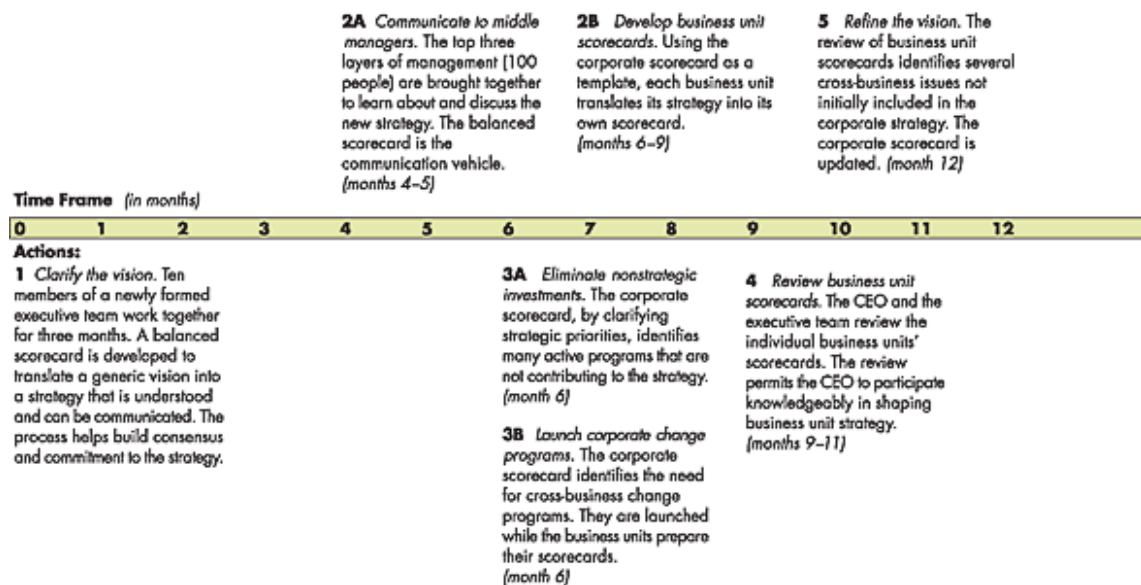 2A Communicate to middle
managers. The top three
layers of management [100
people) are brought together
to learn about and discuss the
new strategy. The balanced
scorecard is the
communication vehicle.
(months 4–5)
2B Develop business unit
scorecards. Using the
corporate scorecard as a
template, each business unit
translates its strategy into its
own scorecard.
(months 6–9)
5 Refine the vision. The
review of business unit
scorecards identifies several
cross-business issues not
initially included in the
corporate strategy. The
corporate scorecard is
updated. (month 12)
Time Frame (in months)
0 1 2 3 4 5 6 7 8 9 10 11 12
Actions:
1 Clarify the vision. Ten
members of a newly formed
executive team work together
for three months. A balanced
scorecard is developed to
translate a generic vision into
a strategy that is understood
and can be communicated. The
process helps build consensus
and commitment to the strategy.
3A Eliminate nonstrategic
investments. The corporate
scorecard, by clarifying
strategic priorities, identifies
many active programs that are
not contributing to the strategy.
(month 6)
3B Launch corporate change
programs. The corporate
scorecard identifies the need
for cross-business change
programs. They are launched
while the business units prepare
their scorecards.
(month 6)
4 Review business unit
scorecards. The CEO and the
executive team review the
individual business units'
scorecards. The review
permits the CEO to participate
knowledgeably in shaping
business unit strategy.
(months 9–11)